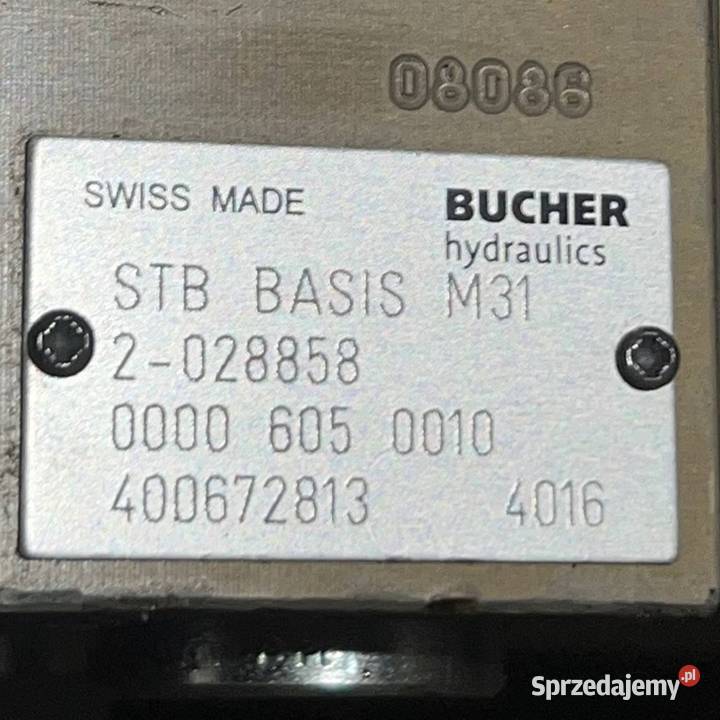 08086
SWISS MADE
BUCHER
hydraulics
STB BASIS M31
2-028858
0000 605 0010
400672813 4016
Sprzedajemy.pl